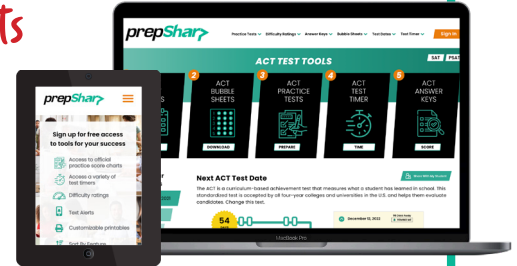 ts
prepSharp
Practice Tests Difficulty Ratings Answer Keys Bubble Sheets Test Dates Test Timer Sign In
ACT TEST TOOLS
SAT PSAT
2 3 4 5
S
ACT BUBBLE SHEETS
ACT PRACTICE TESTS
ACT TEST TIMER
ACT ANSWER KEYS
DOWNLOAD PREPARE TIME SCORE
Next ACT Test Date
The ACT is a curriculum-based achievement test that measures what a student has learned in school. This
standardized test is accepted by all four-year colleges and universities in the U.S. and helps them evaluate
candidates. Change this text.
54
December 10, 2022
MacBook Pro
prepSharp
Sign up for free access
to tools for your success
Access to official
practice score charts
Access a variety of
test timers
Difficulty ratings
Test Alerts
Customizable printables
Sort By Feature